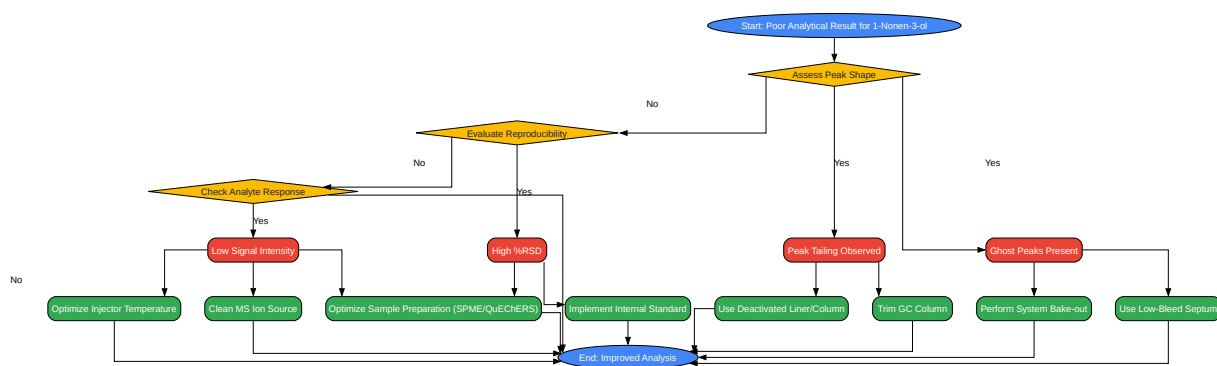 Start: Poor Analytical Result for 1-Nonen-3-ol
Assess Peak Shape
No
Evaluate Reproducibility
No
Yes
Yes
Check Analyte Response
Yes
Yes
Low Signal Intensity
High %RSD
Peak Tailing Observed
Ghost Peaks Present
No
Optimize Injector Temperature
Clean MS Ion Source
Optimize Sample Preparation (SPME/QuEChERS)
Implement Internal Standard
Use Deactivated Liner/Column
Trim GC Column
Perform System Bake-out
Use Low-Bleed Septum
End: Improved Analysis